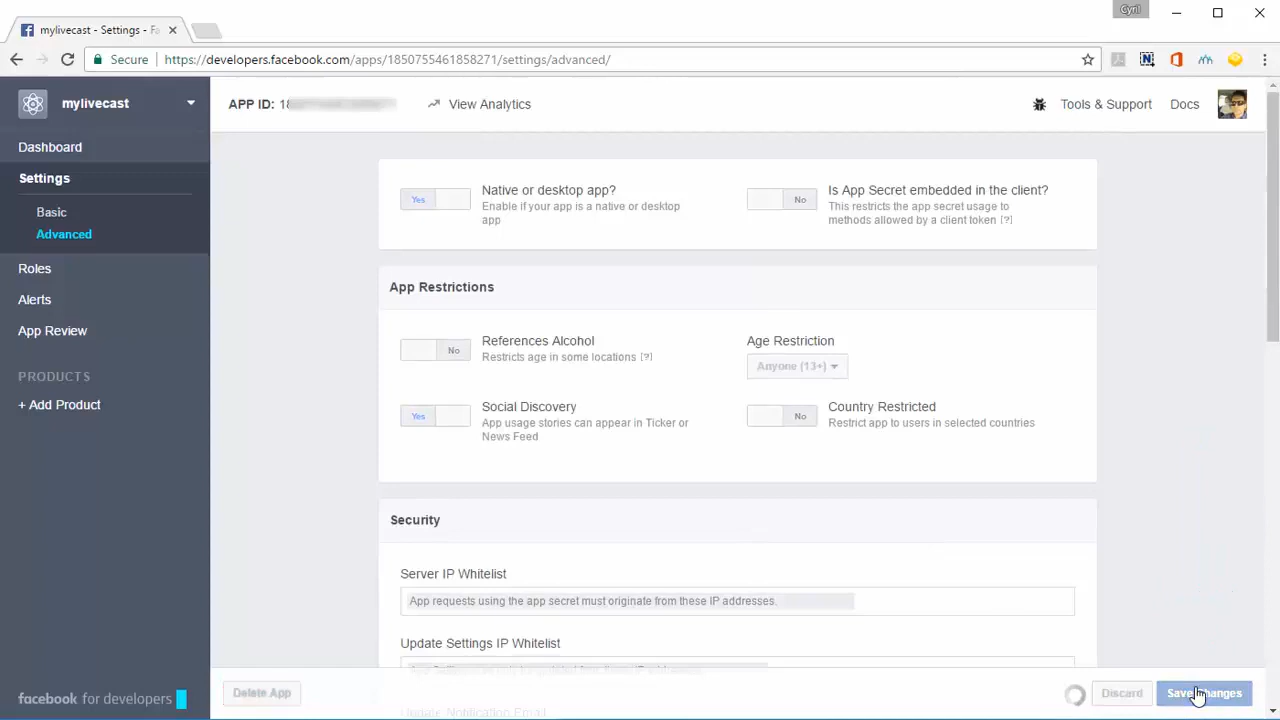 Cyril
mylivecast - Settings - Fa
Secure https://developers.facebook.com/apps/1850755461858271/settings/advanced/
mylivecast
APP ID: 18
View Analytics
Tools & Support
Docs
Dashboard
Settings
Basic
Advanced
Roles
Alerts
App Review
PRODUCTS
+ Add Product
facebook for developers
Yes
Native or desktop app?
Enable if your app is a native or desktop
app
No
Is App Secret embedded in the client?
This restricts the app secret usage to
methods allowed by a client token [?]
App Restrictions
No
References Alcohol
Restricts age in some locations [?]
Age Restriction
Anyone (13+)
Yes
Social Discovery
App usage stories can appear in Ticker or
News Feed
No
Country Restricted
Restrict app to users in selected countries
Security
Server IP Whitelist
App requests using the app secret must originate from these IP addresses.
Update Settings IP Whitelist
Update Notification Email
Delete App
Discard
Save Changes